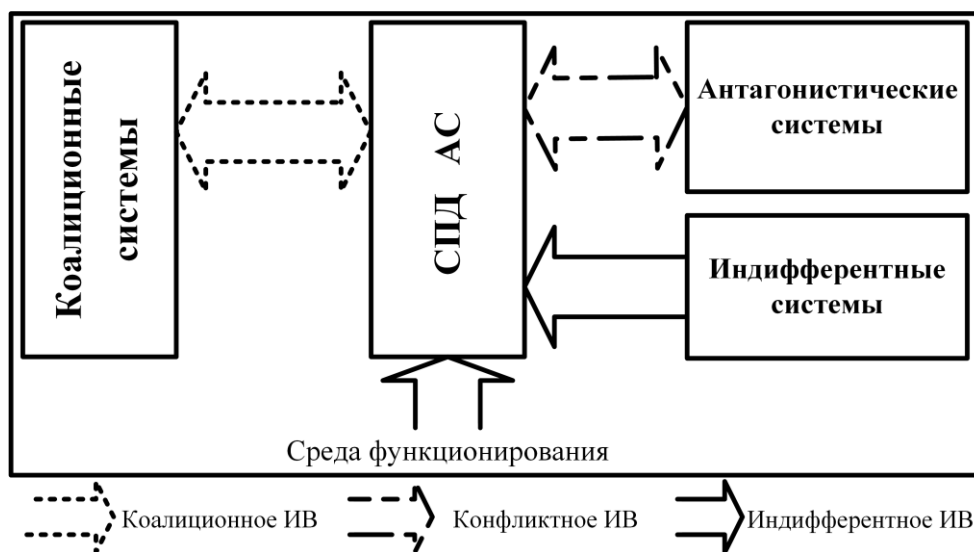 Коалиционные
системы
СПД АС
Антагонистические
системы
Индифферентные
системы
Среда функционирования
Коалиционное ИВ
Конфликтное ИВ
Индифферентное ИВ